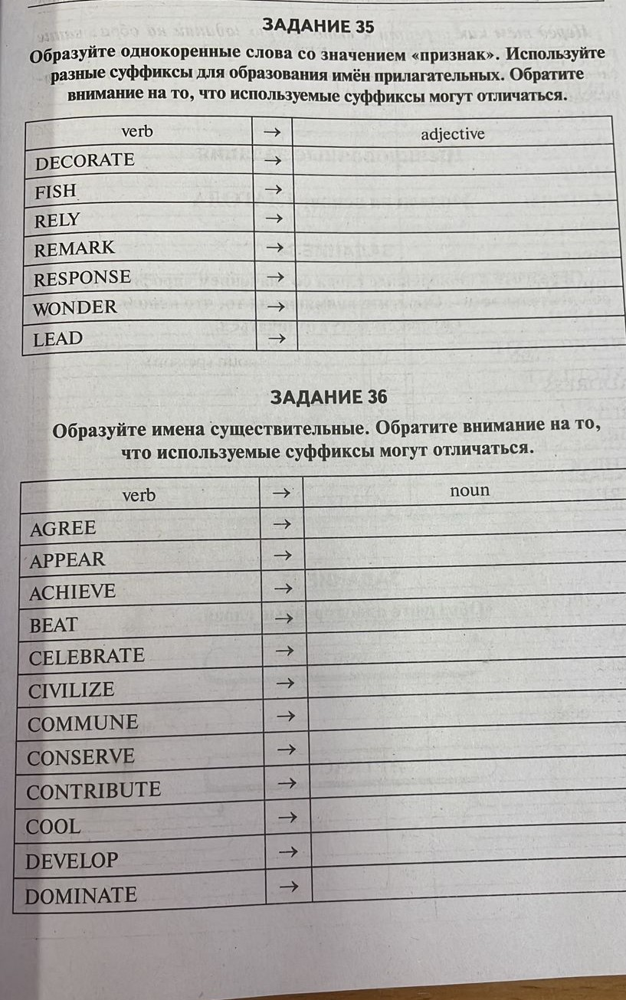 ЗАДАНИЕ 35
Образуйте однокоренные слова со значением «признак». Используйте
разные суффиксы для образования имён прилагательных. Обратите
внимание на то, что используемые суффиксы могут отличаться.
verb → adjective
DECORATE →
FISH →
RELY →
REMARK →
RESPONSE →
WONDER →
LEAD →
ЗАДАНИЕ 36
Образуйте имена существительные. Обратите внимание на то,
что используемые суффиксы могут отличаться.
verb → noun
AGREE →
APPEAR →
ACHIEVE →
BEAT →
CELEBRATE →
CIVILIZE →
COMMUNE →
CONSERVE →
CONTRIBUTE →
COOL →
DEVELOP →
DOMINATE →